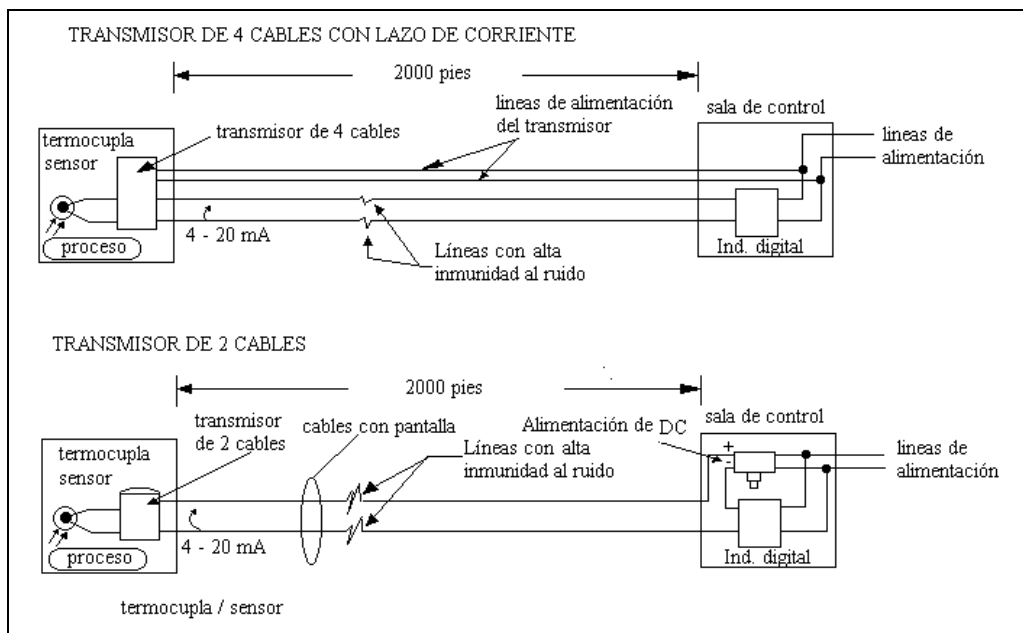 TRANSMISOR DE 4 CABLES CON LAZO DE CORRIENTE
2000 pies
sala de control
lineas de alimentación
del transmisor
transmisor de 4 cables
termocupla
sensor
lineas de
alimentación
proceso
4 - 20 mA
Líneas con alta
inmunidad al ruido
Ind. digital
TRANSMISOR DE 2 CABLES
2000 pies
sala de control
transmisor
de 2 cables
cables con pantalla
Alimentación de DC
Líneas con alta
inmunidad al ruido
termocupla
sensor
+
-
lineas de
alimentación
proceso
4 - 20 mA
Ind. digital
termocupla / sensor